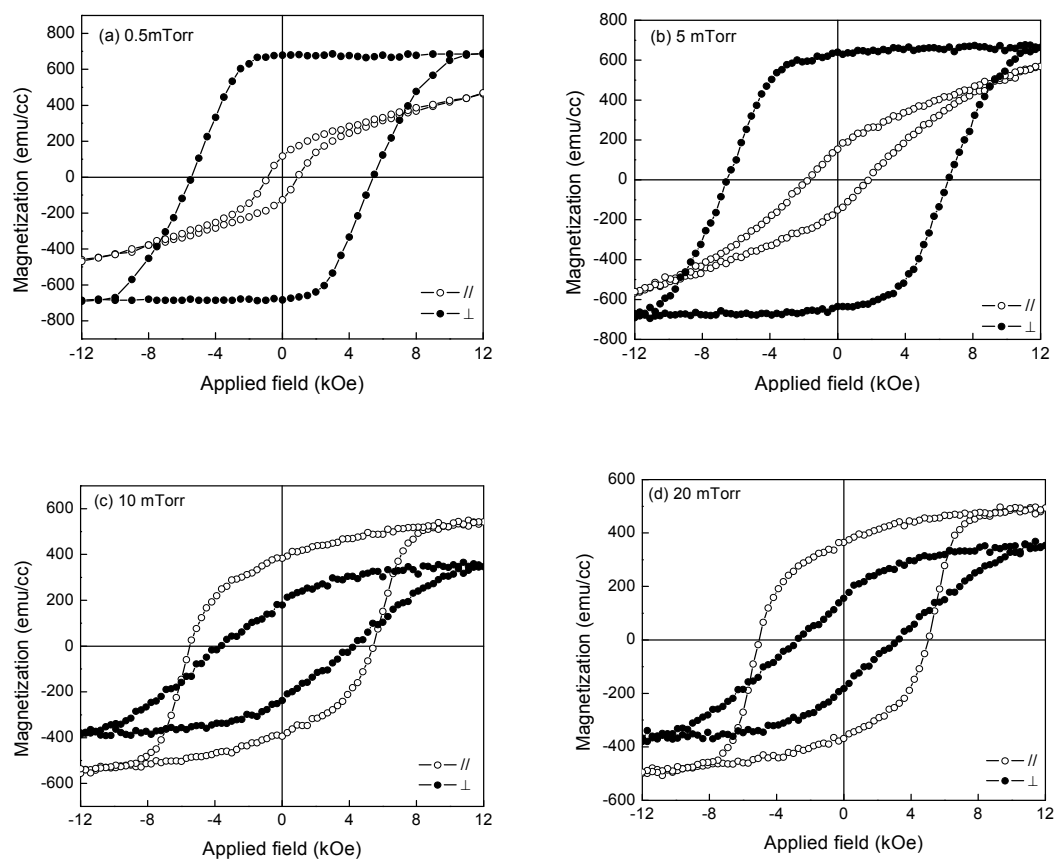 (a) 0.5mTorr
800
600
400
200
0
-200
-400
-600
-800
-12 -8 -4 0 4 8 12
Magnetization (emu/cc)
Applied field (kOe)
//
⊥
(b) 5 mTorr
800
600
400
200
0
-200
-400
-600
-800
-12 -8 -4 0 4 8 12
Magnetization (emu/cc)
Applied field (kOe)
//
⊥
(c) 10 mTorr
600
400
200
0
-200
-400
-600
-12 -8 -4 0 4 8 12
Magnetization (emu/cc)
Applied field (kOe)
//
⊥
(d) 20 mTorr
600
400
200
0
-200
-400
-600
-12 -8 -4 0 4 8 12
Magnetization (emu/cc)
Applied field (kOe)
//
⊥